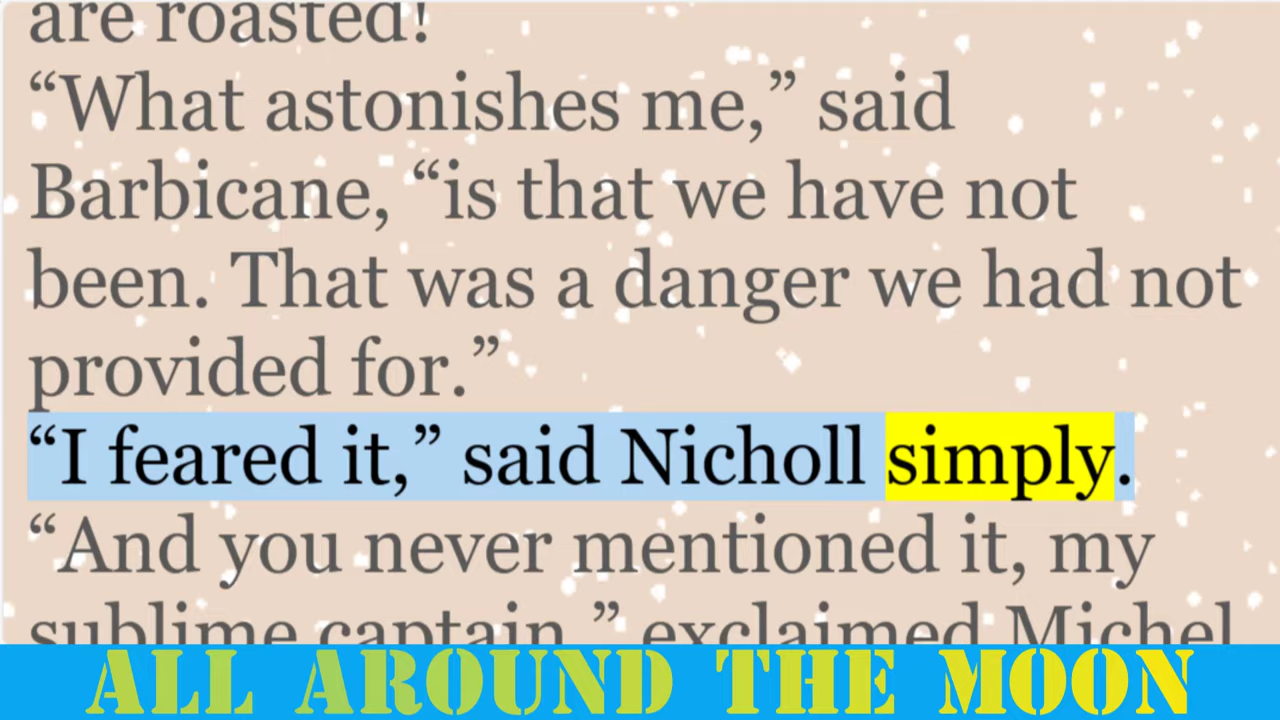 are roasted!
“What astonishes me,” said
Barbicane, “is that we have not
been. That was a danger we had not
provided for.”
“I feared it,” said Nicholl simply.
“And you never mentioned it, my
sublime captain,” exclaimed Michel
ALL AROUND THE MOON